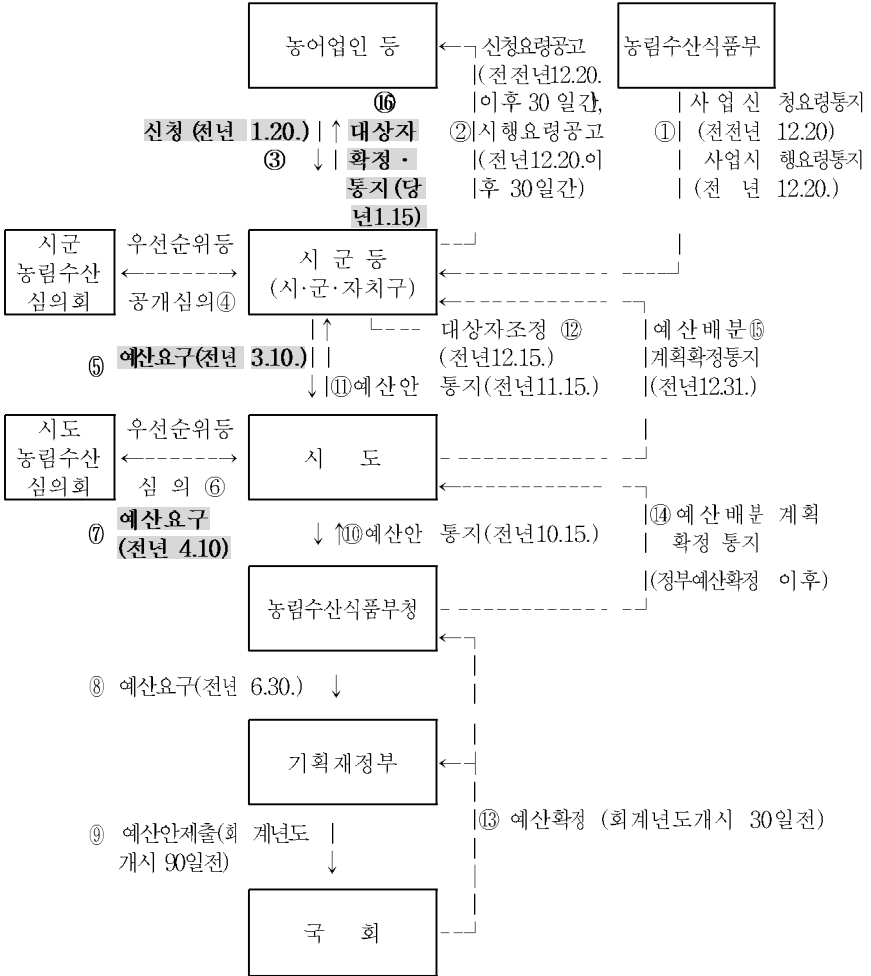 농어업인 등
←┐신청요령공고
농림수산식품부
|(전전년12.20.
⑯
|이후 30 일간,
| 사 업 신 청요령통지
신청 (전년 1.20.) | ↑ 대상자
②|시행요령공고
①| (전전년 12.20)
③ ↓ | 확정 ·
|(전년12.20.이
| 사업시 행요령통지
통지 (당
|후 30일간)
| (전 년 12.20.)
년1.15)
시군
농림수산
심의회
우선순위등
←------→
공개심의④
시 군 등
(시·군·자치구)
| ↑ └---- 대상자조정 ⑫
|예산배분⑮
⑤ 예산요구(전년 3.10.) | |
(전년12.15.)
|계획확정통지
↓ |⑪예산안 통지(전년11.15.)
|(전년12.31.)
시도
농림수산
심의회
우선순위등
←------→
심 의 ⑥
시 도
⑦ 예산요구
(전년 4.10)
↓ ↑⑩예산안 통지(전년10.15.)
|⑭예산배분 계획
| 확정 통지
|(정부예산확정 이후)
농림수산식품부청
⑧ 예산요구(전년 6.30.) ↓
기획재정부
⑨ 예산안제출(회 계년도 |
개시 90일전) ↓
⑬ 예산확정 (회계년도개시 30일전)
국 회